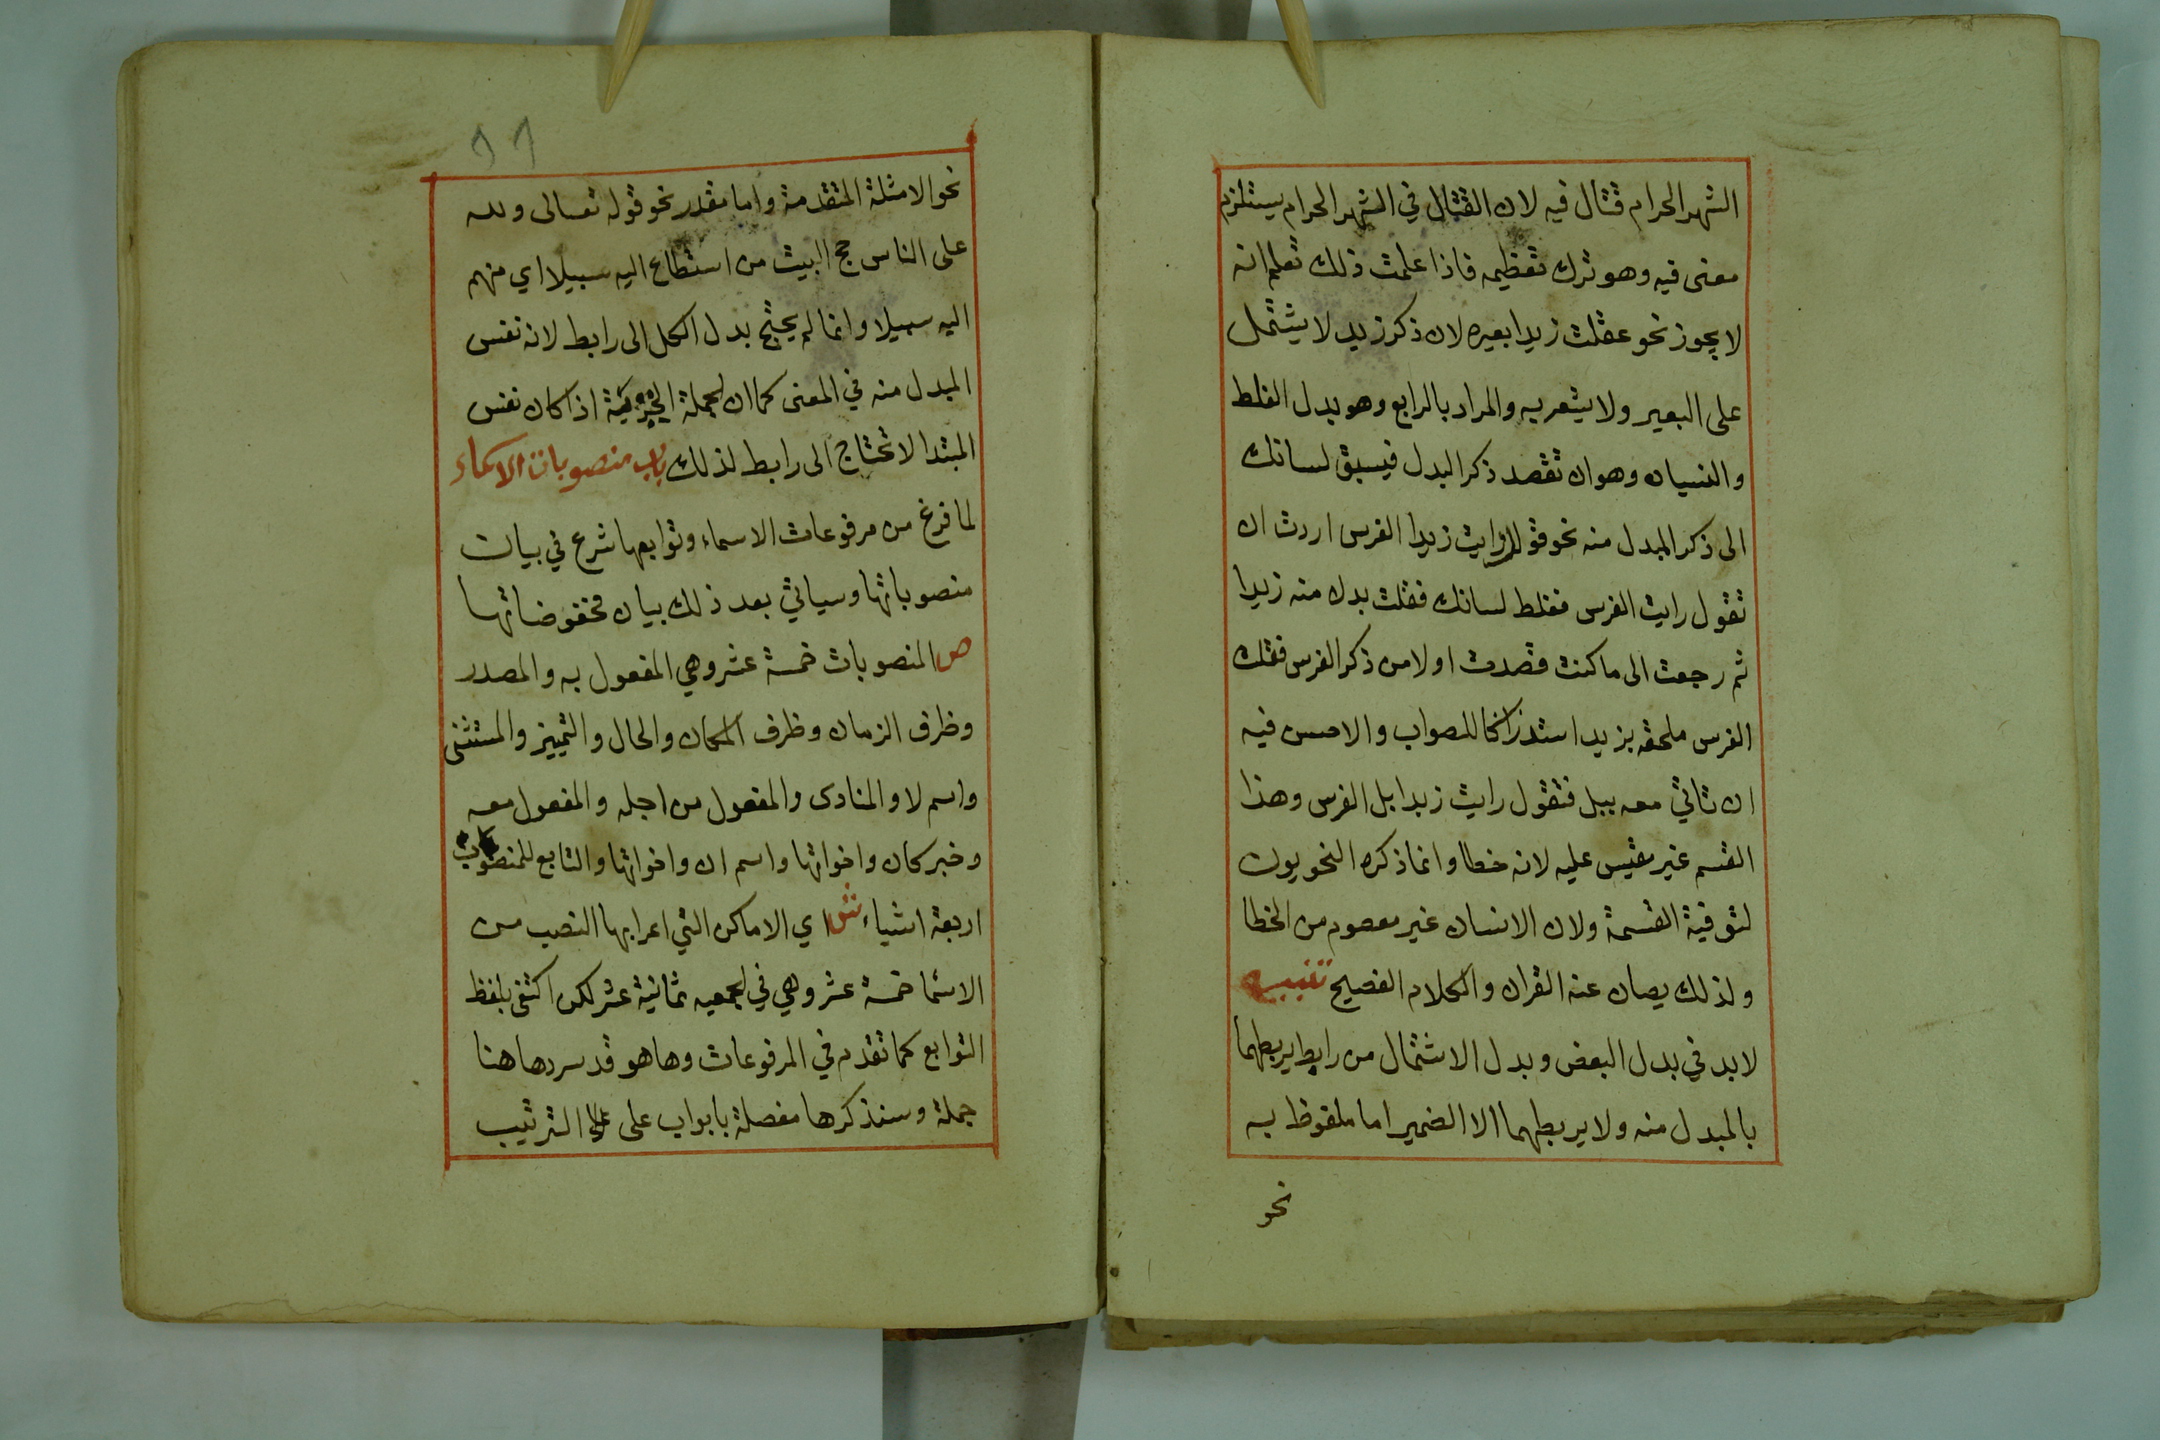 الشهر الحرام قتال فيه لان القتال في الشهر الحرام يستلزم
معنى فيه وهو ترك تعظيمه فاذا علمت ذلك تعلم انه
لا يجوز نحو عقلت زيدا بعيره لان ذكر زيد لا يشتمل
على البعير ولا يشعر به والمراد بالرابع وهو بدل الغلط
والنسيان وهو ان تقصد ذكر البدل فيسبق لسانك
الى ذكر المبدل منه نحو قولك رايت زيدا الفرس اردت ان
تقول رايت الفرس فغلط لسانك فقلت بدل منه زيدا
ثم رجعت الى ما كنت قصدت اولا من ذكر الفرس فقلت
الفرس ملحقه بزيد استدراكا للصواب والاحسن فيه
ان تاتي معه ببل فتقول رايت زيدا بل الفرس وهذا
القسم غير مقيس عليه لانه خطا وانما ذكره النحويون
لتوفية القسمة ولان الانسان غير معصوم من الخطا
ولذلك يصان عنه القران والكلام الفصيح تنبيه
لابد في بدل البعض وبدل الاشتمال من رابط يربطهما
بالمبدل منه ولا يربطهما الا الضمير اما ملفوظ به
نحو
٦٦
نحو الامثلة المتقدمة واما مقدر نحو قوله تعالى ولله
على الناس حج البيت من استطاع اليه سبيلا اي منهم
اليه سبيلا وانما لم يحتج بدل الكل الى رابط لانه نفس
المبدل منه في المعنى كما ان الجملة الخبرية اذا كان نفس
المبتدا لا تحتاج الى رابط لذلك باب منصوبات الاسماء
لما فرغ من مرفوعات الاسماء وتوابعها شرع في بيان
منصوباتها وسياتي بعد ذلك بيان مخفوضاتها
ص المنصوبات خمسة عشر وهي المفعول به والمصدر
وظرف الزمان وظرف المكان والحال والتمييز والمستثنى
واسم لا والمنادى والمفعول من اجله والمفعول معه
وخبر كان واخواتها واسم ان واخواتها والتابع للمنصوب
اربعة اشياء ش اي الاماكن التي اعرابها النصب من
الاسما خمسة عشر وهي في الجمعيه ثمانية عشر لكن اكتفى بلفظ
التوابع كما تقدم في المرفوعات وها هو قد سردها هنا
جملة وسنذكرها مفصلة بابواب على الترتيب